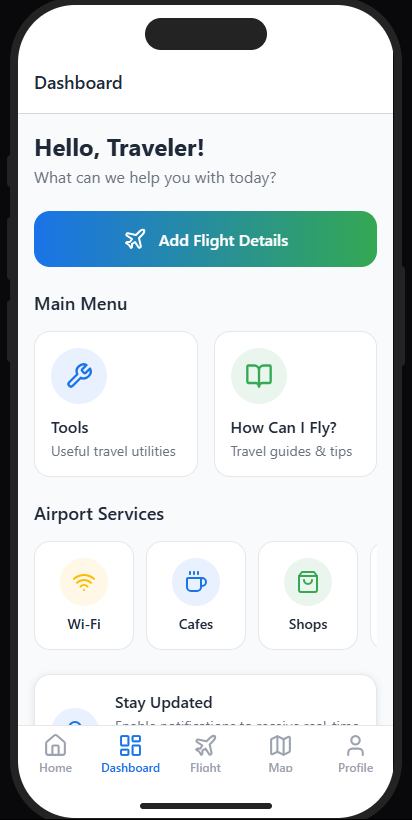 Dashboard
Hello, Traveler!
What can we help you with today?
Add Flight Details
Main Menu
Tools
Useful travel utilities
How Can I Fly?
Travel guides & tips
Airport Services
Wi-Fi
Cafes
Shops
Stay Updated
Enable notifications to receive real-time
Home
Dashboard
Flight
Map
Profile